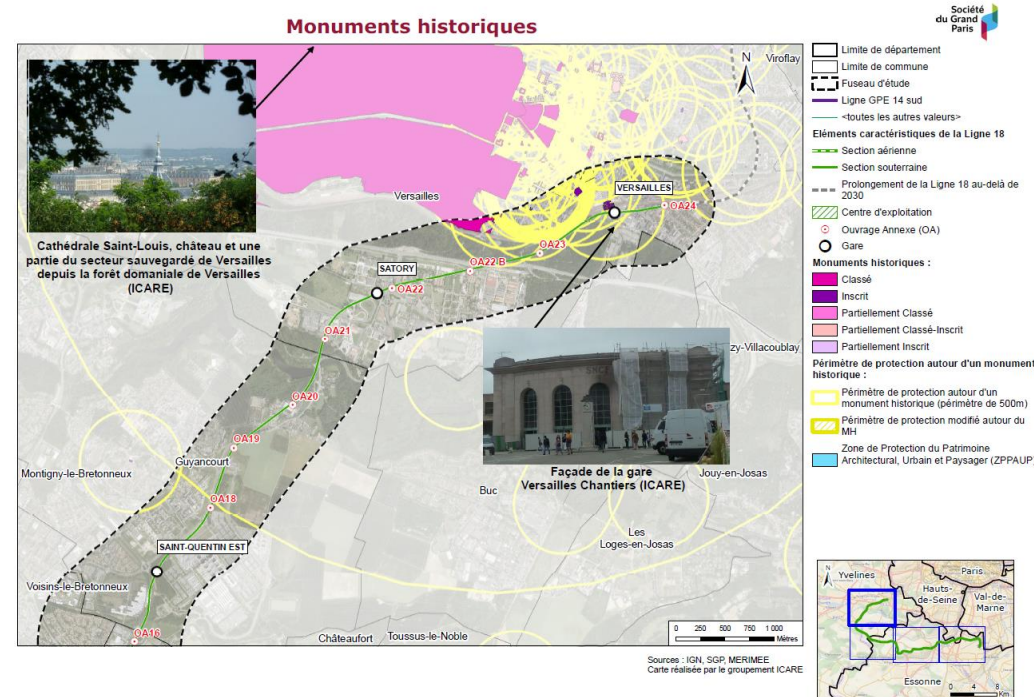 Monuments historiques
Société
du Grand
Paris
N
Viroflay
Versailles
VERSAILLES
OA24
OA23
OA22 B
SATORY
OA22
OA21
Cathédrale Saint-Louis, château et une
partie du secteur sauvegardé de Versailles
depuis la forêt domaniale de Versailles
(ICARE)
zy-Villacoublay
OA20
OA19
Guyancourt
Montigny-le-Bretonneux
Façade de la gare
Versailles Chantiers (ICARE)
Jouy-en-Josas
Buc
OA18
Les
Loges-en-Josas
SAINT-QUENTIN EST
Voisins-le-Bretonneux
OA16
Châteaufort
Toussus-le-Noble
0 250 500 750 1 000
Mètres
Sources : IGN, SGP, MERIMEE
Carte réalisée par le groupement ICARE
Limite de département
Limite de commune
Fuseau d'étude
Ligne GPE 14 sud
<toutes les autres valeurs>
Eléments caractéristiques de la Ligne 18
Section aérienne
Section souterraine
Prolongement de la Ligne 18 au-delà de
2030
Centre d'exploitation
Ouvrage Annexe (OA)
Gare
Monuments historiques :
Classé
Inscrit
Partiellement Classé
Partiellement Classé-Inscrit
Partiellement Inscrit
Périmètre de protection autour d'un monument
historique :
Périmètre de protection autour d'un
monument historique (périmètre de 500m)
Périmètre de protection modifié autour du
MH
Zone de Protection du Patrimoine
Architectural, Urbain et Paysager (ZPPAUP)
N
Yvelines
Paris
Hauts-
de-Seine
Val-de-
Marne
Essonne
0 4 8
Km